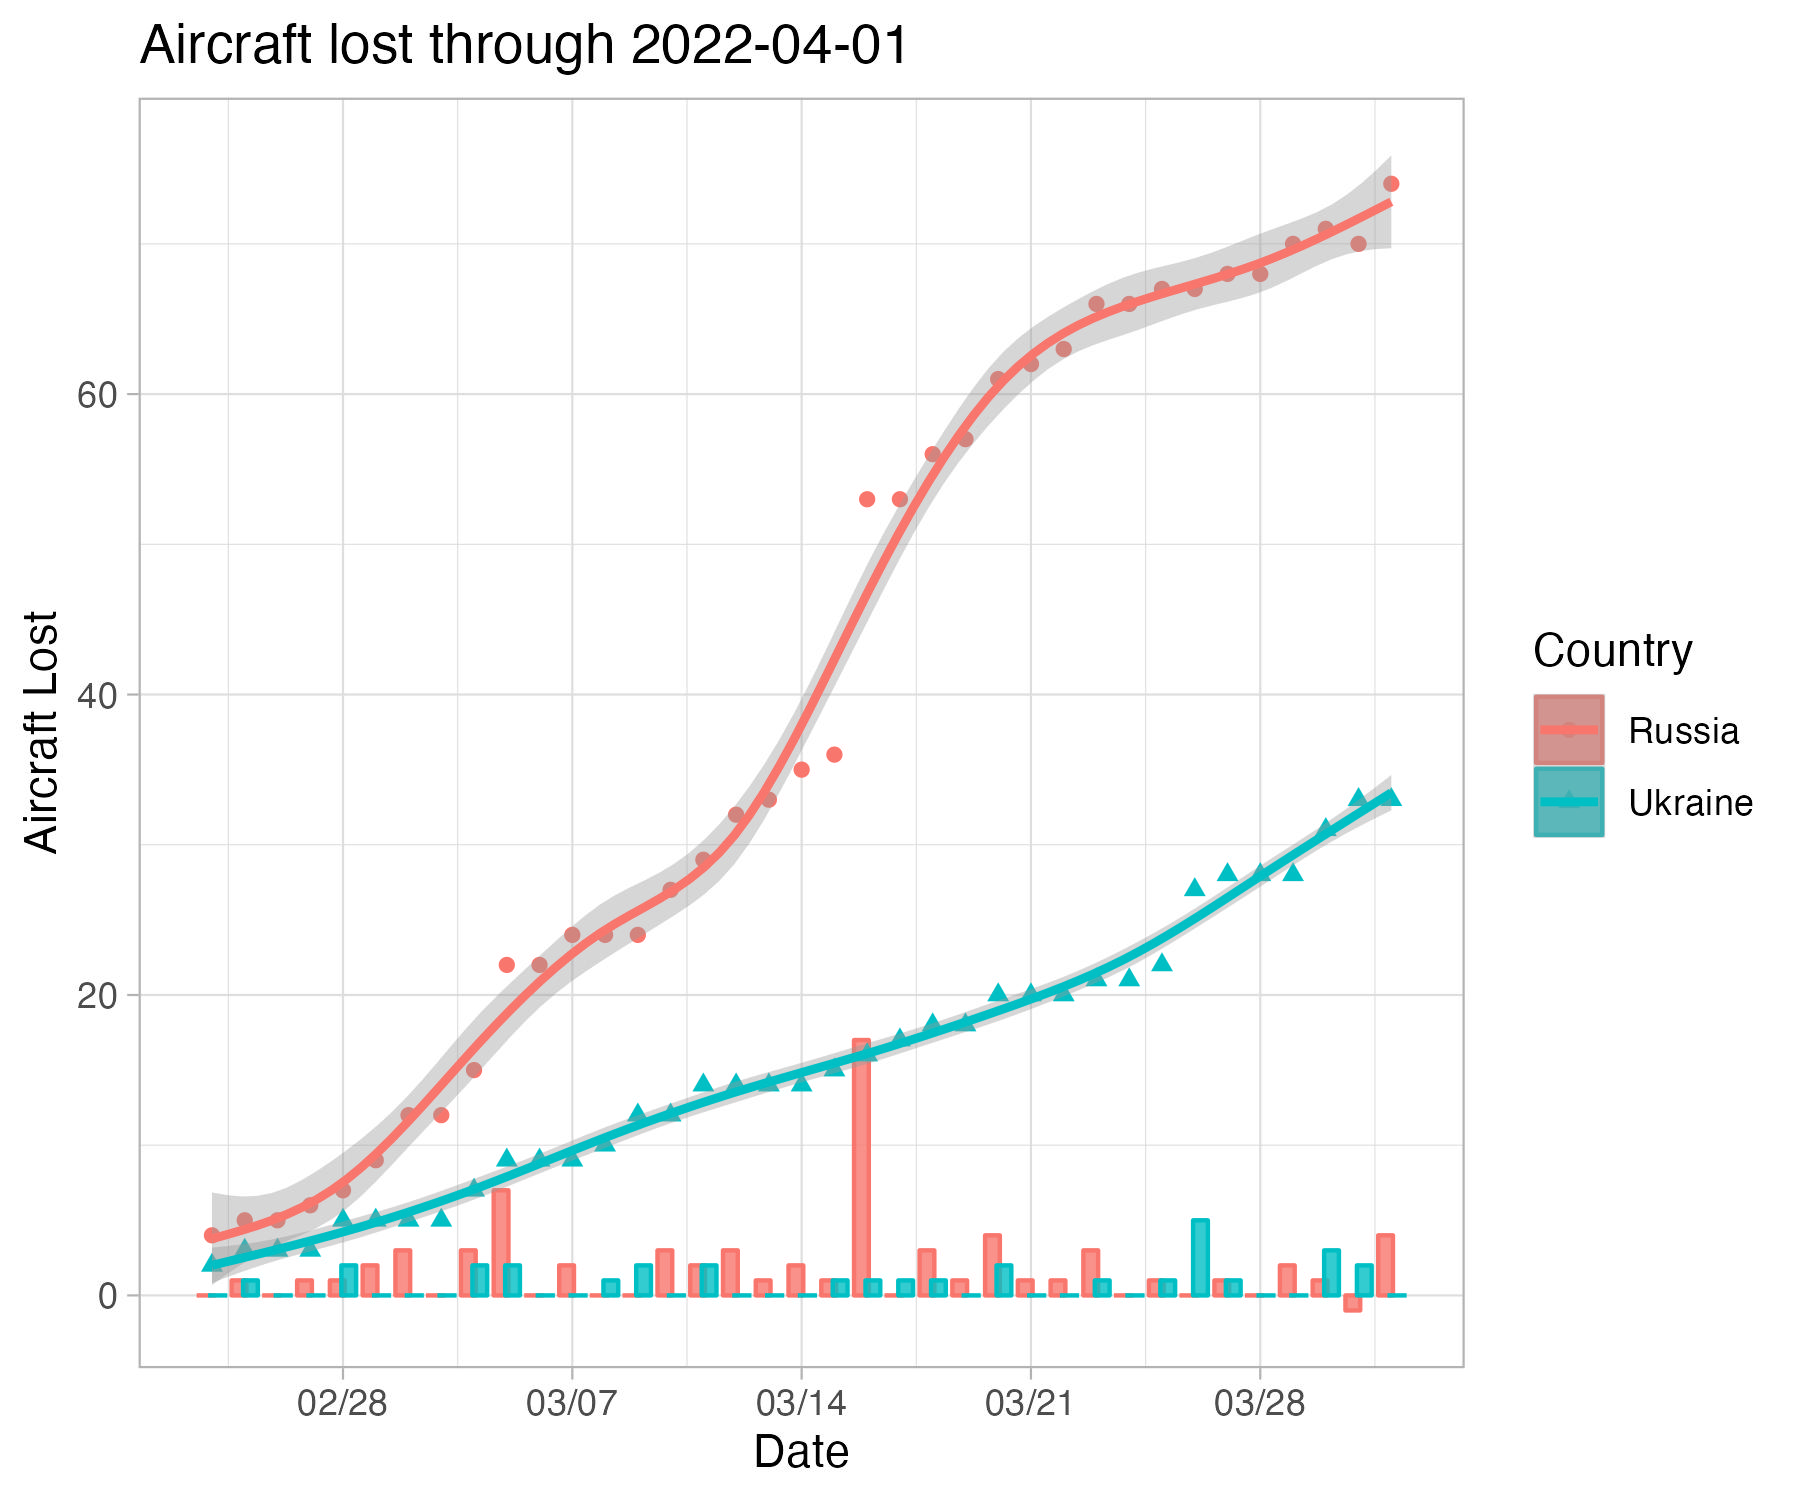 Aircraft lost through 2022-04-01
Aircraft Lost
60
40
20
0
02/28 03/07 03/14 03/21 03/28
Date
Country
Russia
Ukraine